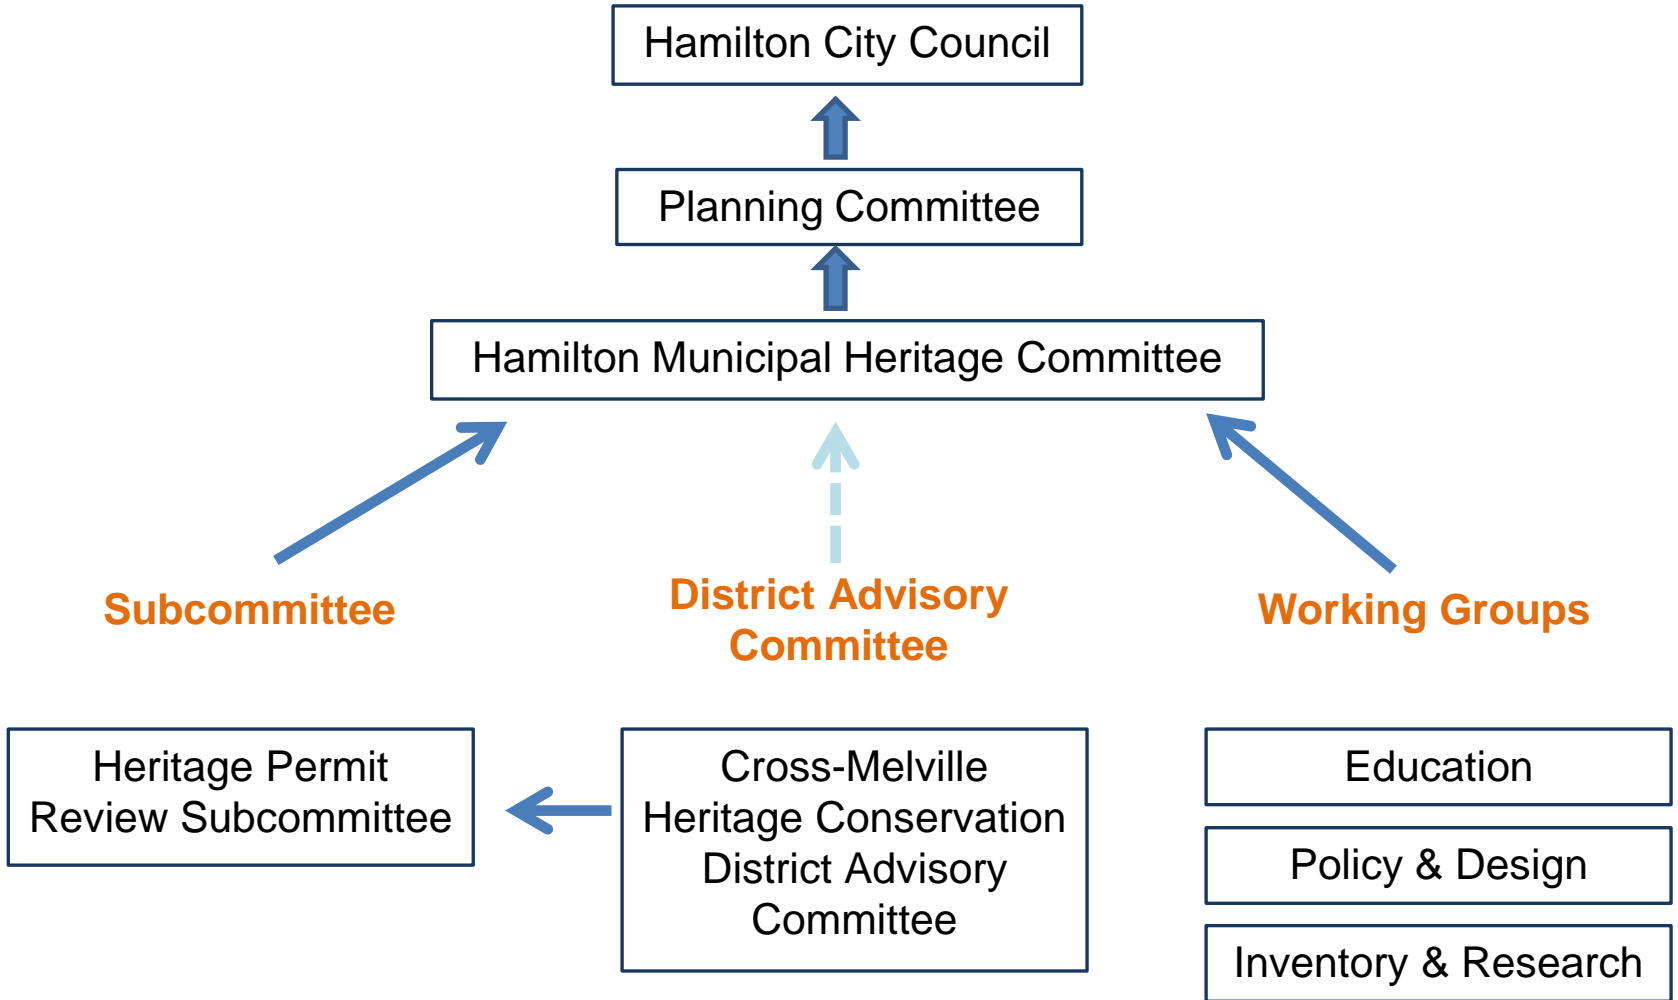 Hamilton City Council
Planning Committee
Hamilton Municipal Heritage Committee
Subcommittee
District Advisory
Committee
Working Groups
Heritage Permit
Review Subcommittee
Cross-Melville
Heritage Conservation
District Advisory
Committee
Education
Policy & Design
Inventory & Research